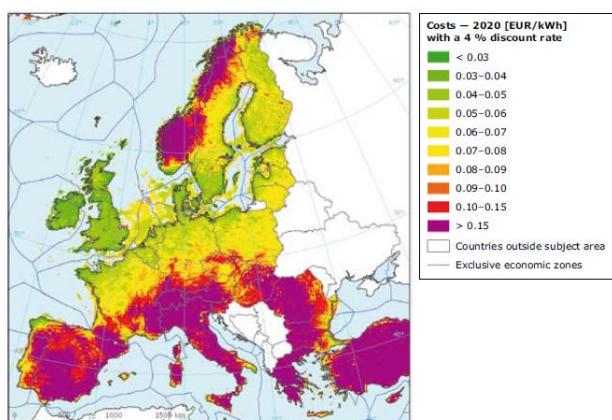 Costs — 2020 [EUR/kWh]
with a 4 % discount rate
< 0.03
0.03–0.04
0.04–0.05
0.05–0.06
0.06–0.07
0.07–0.08
0.08–0.09
0.09–0.10
0.10–0.15
> 0.15
Countries outside subject area
Exclusive economic zones
0
1000
1500 km